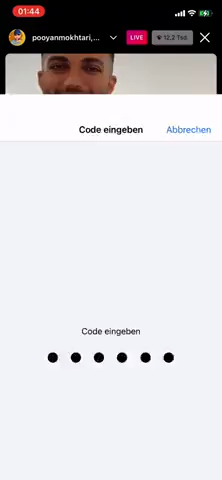 01:44
pooyanmokhtari,... LIVE 12,2 Tsd.
Code eingeben Abbrechen
Code eingeben